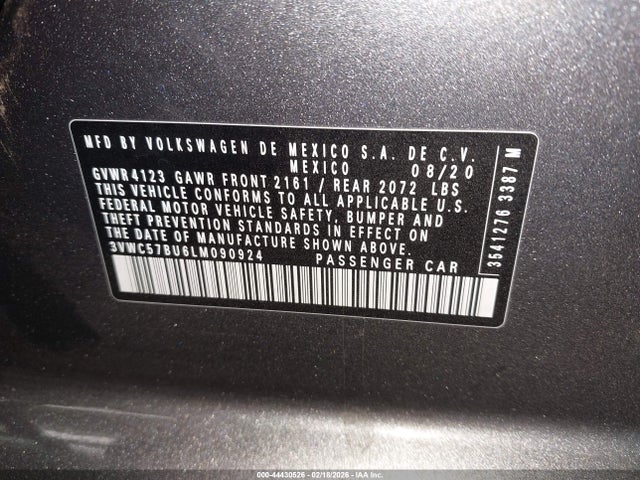 MFD BY VOLKSWAGEN DE MEXICO S.A. DE C.V.
MEXICO 08/20
GVWR 4123 GAWR FRONT 2161 / REAR 2072 LBS
THIS VEHICLE CONFORMS TO ALL APPLICABLE U.S.
FEDERAL MOTOR VEHICLE SAFETY, BUMPER AND
THEFT PREVENTION STANDARDS IN EFFECT ON
THE DATE OF MANUFACTURE SHOWN ABOVE.
3VWC57BU6LM090924 PASSENGER CAR
3541276 3387 M
000-44430526 - 02/18/2026 - IAAI.COM